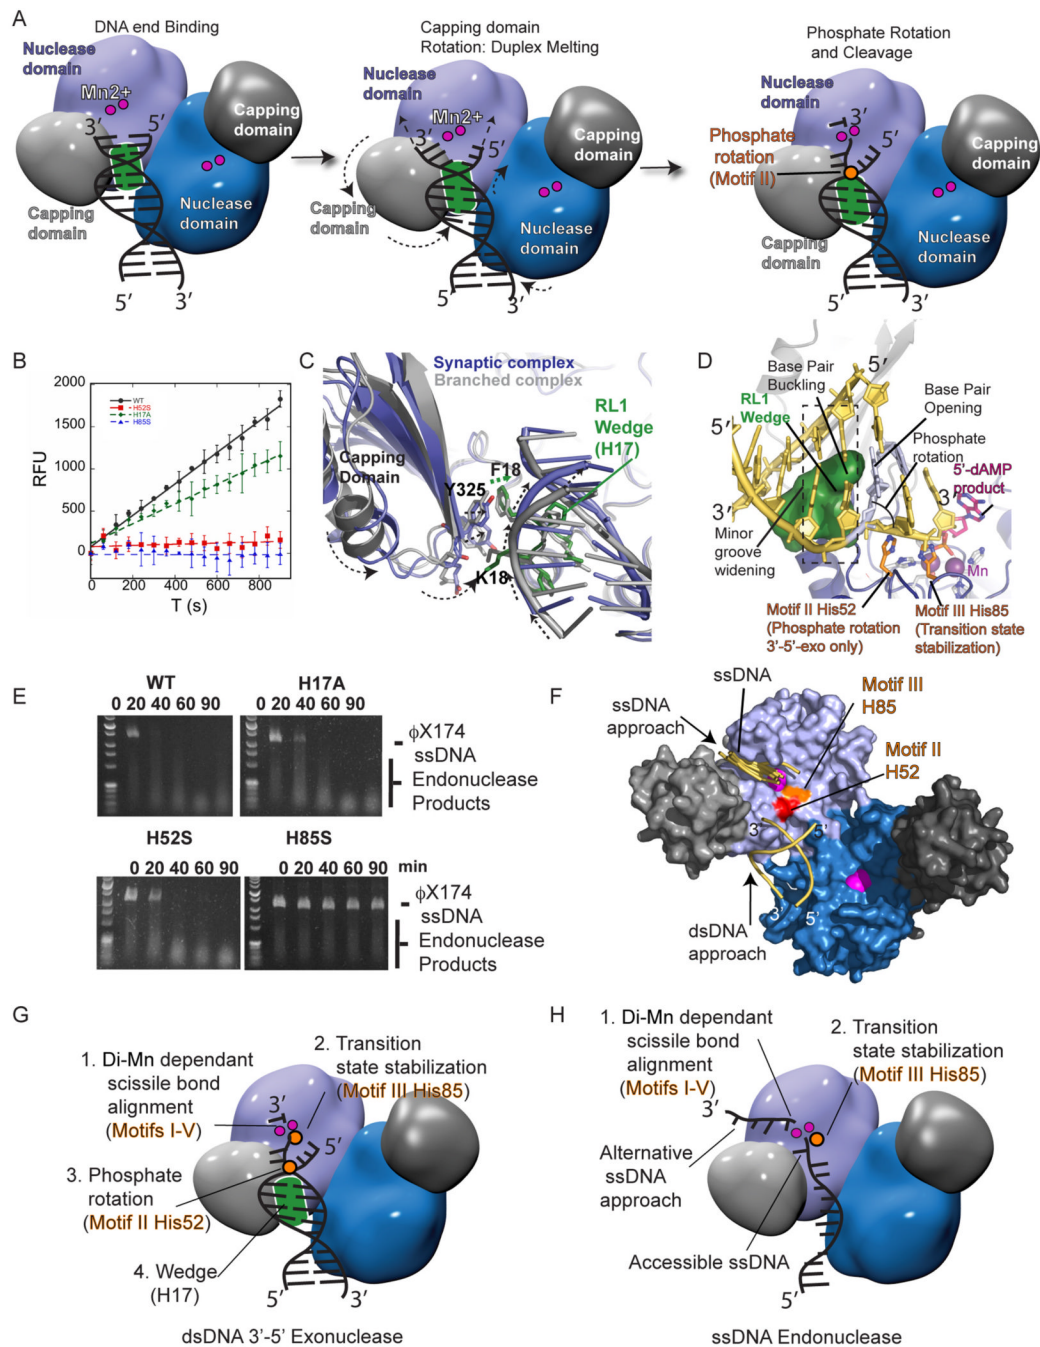 A
DNA end Binding
Nuclease
domain
Mn2+
3′
5′
Capping
domain
Capping
domain
Nuclease
domain
5′
3′
Capping domain
Rotation: Duplex Melting
Nuclease
domain
Mn2+
3′
5′
Capping
domain
Capping
domain
Nuclease
domain
5′
3′
Phosphate Rotation
and Cleavage
Nuclease
domain
3′
5′
Phosphate
rotation
(Motif II)
Capping
domain
Capping
domain
Nuclease
domain
5′
3′
B
RFU
2000
1500
1000
500
0
WT
H52S
H17A
H85S
0 200 400 600 800
T (s)
C
Synaptic complex
Branched complex
RL1
Wedge
(H17)
Capping
Domain
F18
Y325
K18
D
5′
Base Pair
Buckling
RL1
Wedge
Base Pair
Opening
Phosphate
rotation
5′
5'-dAMP
product
3′
3′
Minor
groove
widening
Mn
Motif II His52
(Phosphate rotation
3'-5'-exo only)
Motif III His85
(Transition state
stabilization)
E
WT
H17A
0 20 40 60 90
0 20 40 60 90
ϕX174
ssDNA
Endonuclease
Products
H52S
H85S
0 20 40 60 90
0 20 40 60 90 min
ϕX174
ssDNA
Endonuclease
Products
F
ssDNA
ssDNA
approach
Motif III
H85
Motif II
H52
3′
5′
3′
5′
dsDNA
approach
G
1. Di-Mn dependant
scissile bond
alignment
(Motifs I-V)
2. Transition
state stabilization
(Motif III His85)
3′
5′
3. Phosphate
rotation
(Motif II His52)
4. Wedge
(H17)
5′
3′
dsDNA 3'-5' Exonuclease
H
1. Di-Mn dependant
scissile bond
alignment
(Motifs I-V)
2. Transition
state stabilization
(Motif III His85)
3′
Alternative
ssDNA
approach
Accessible ssDNA
5′
ssDNA Endonuclease